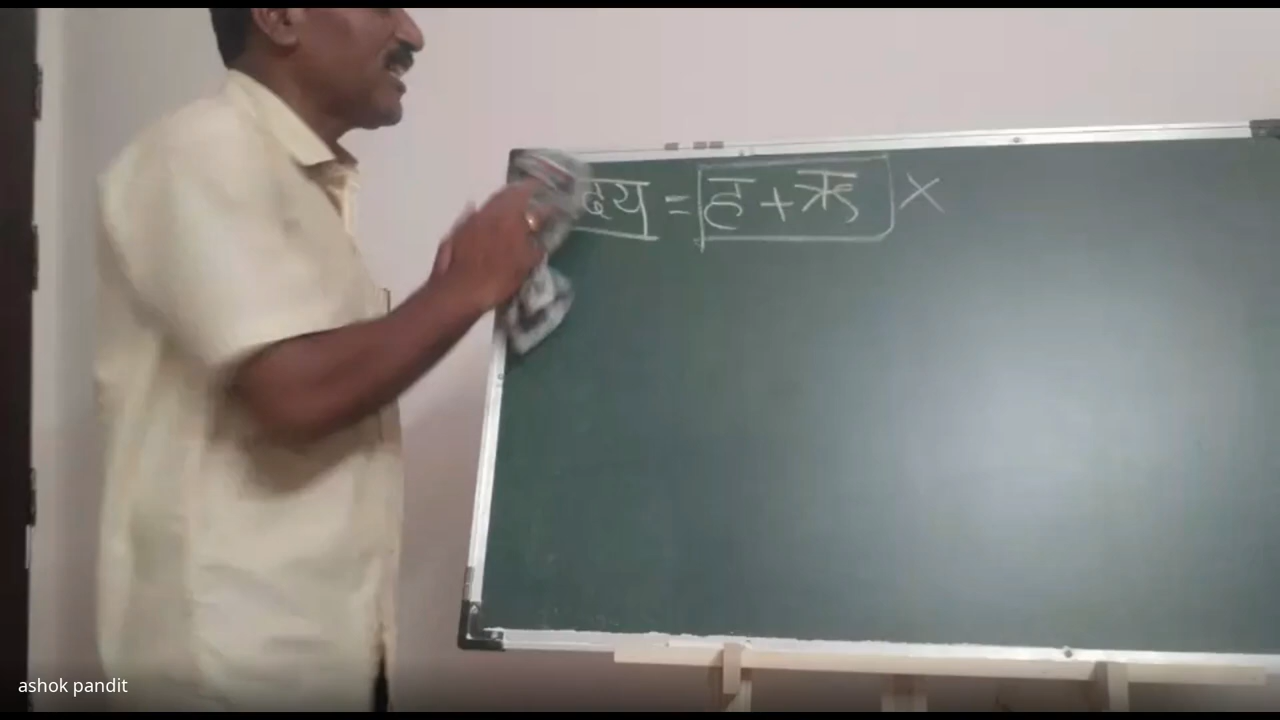 दय = ह + ऋ X
ashok pandit